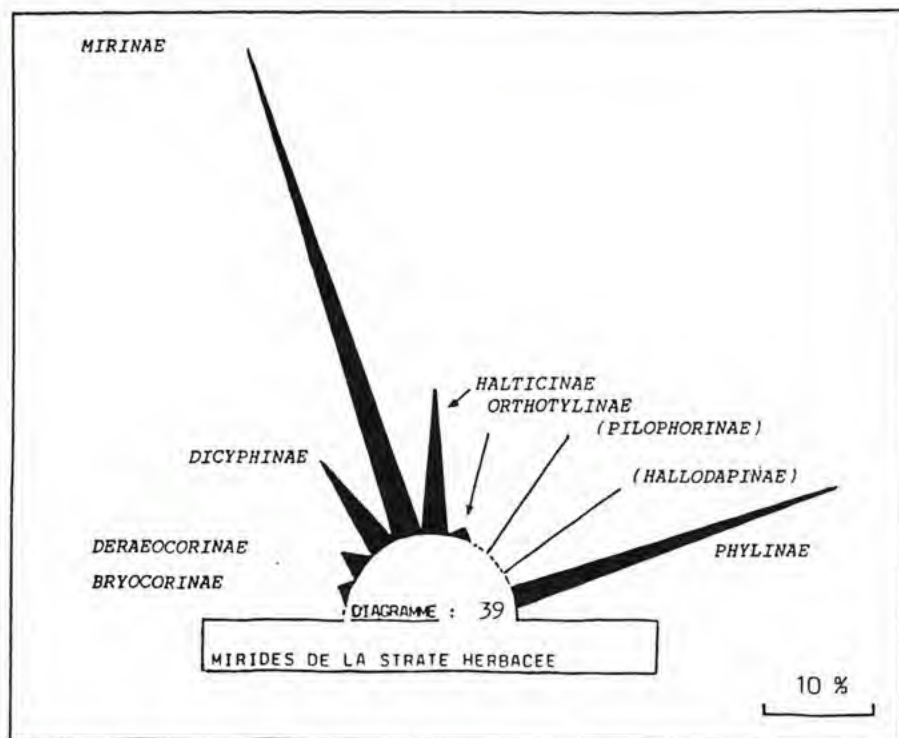 MIRINAE
HALTICINAE
ORTHOTYLINAE
(PILOPHORINAE)
DICYPHINAE
(HALLODAPINAE)
DERAEOCORINAE
PHYLINAE
BRYOCORINAE
DIAGRAMME : 39
MIRIDES DE LA STRATE HERBACEE
10 %